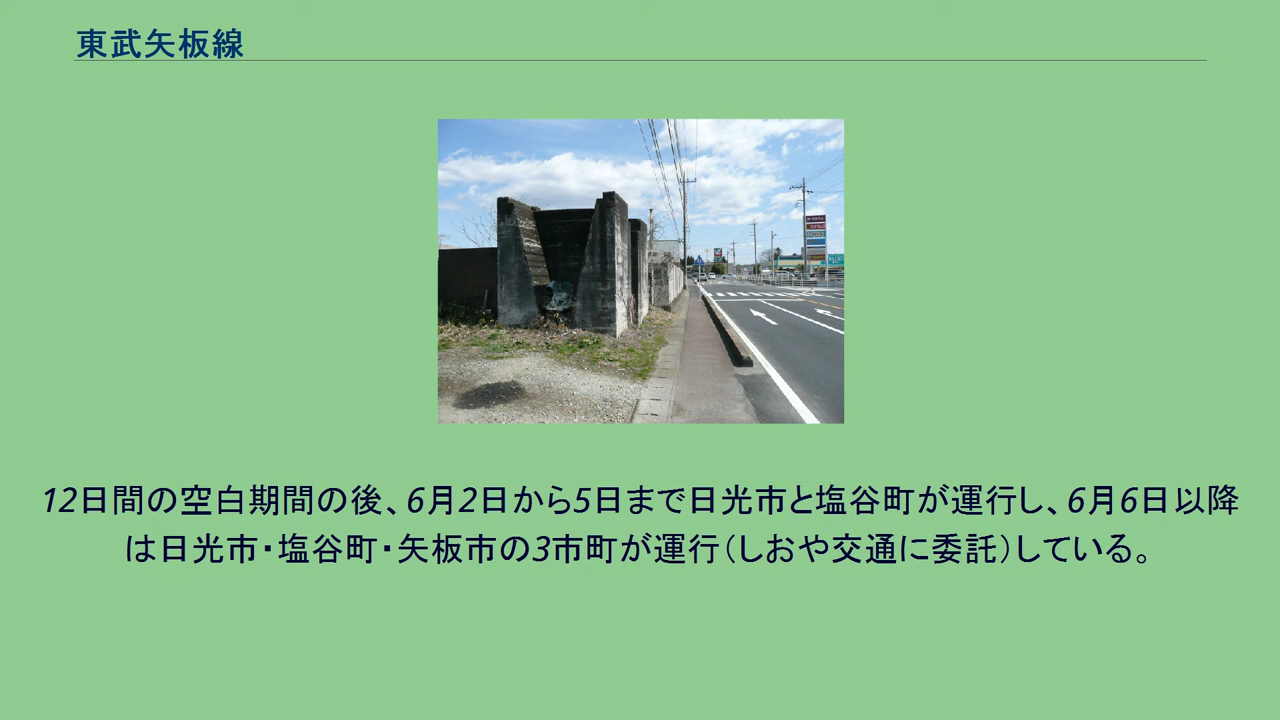 東武矢板線
12日間の空白期間の後、6月2日から5日まで日光市と塩谷町が運行し、6月6日以降
は日光市・塩谷町・矢板市の3市町が運行(しおや交通に委託)している。